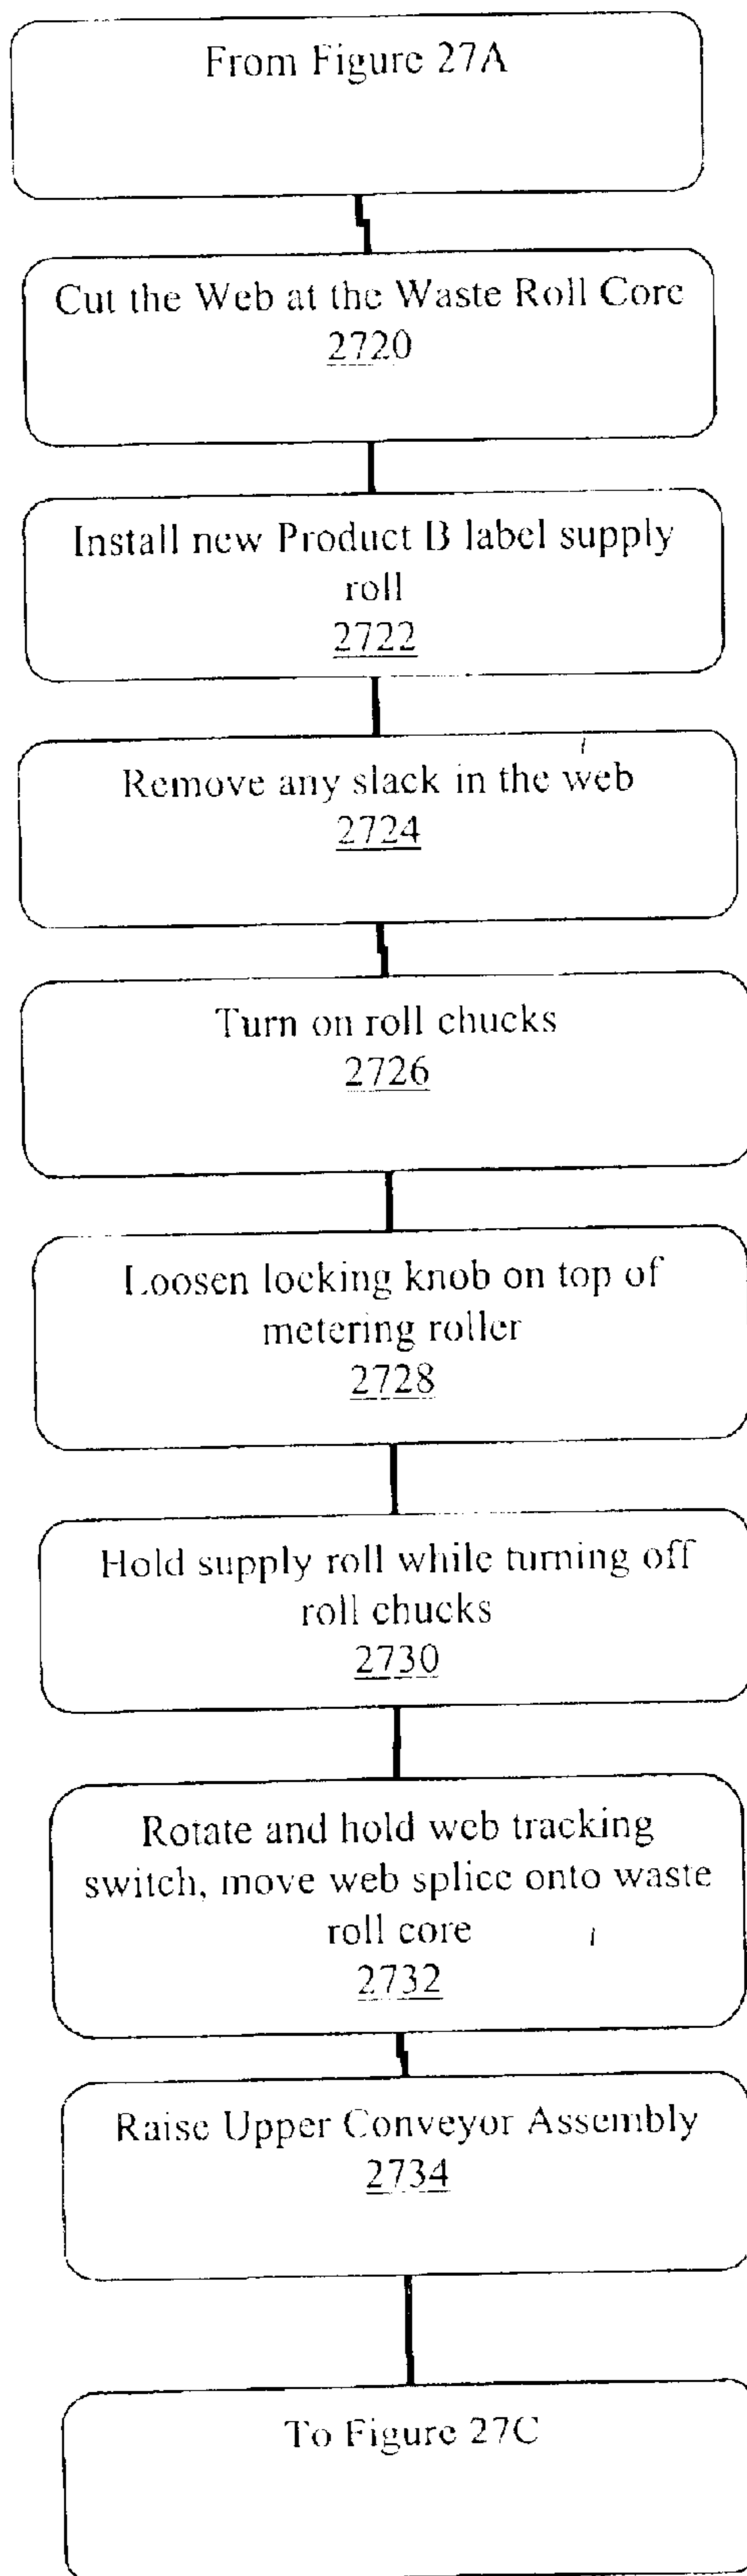 From Figure 27A
Cut the Web at the Waste Roll Core
2720
Install new Product B label supply
roll
2722
Remove any slack in the web
2724
Turn on roll chucks
2726
Loosen locking knob on top of
metering roller
2728
Hold supply roll while turning off
roll chucks
2730
Rotate and hold web tracking
switch, move web splice onto waste
roll core
2732
Raise Upper Conveyor Assembly
2734
To Figure 27C